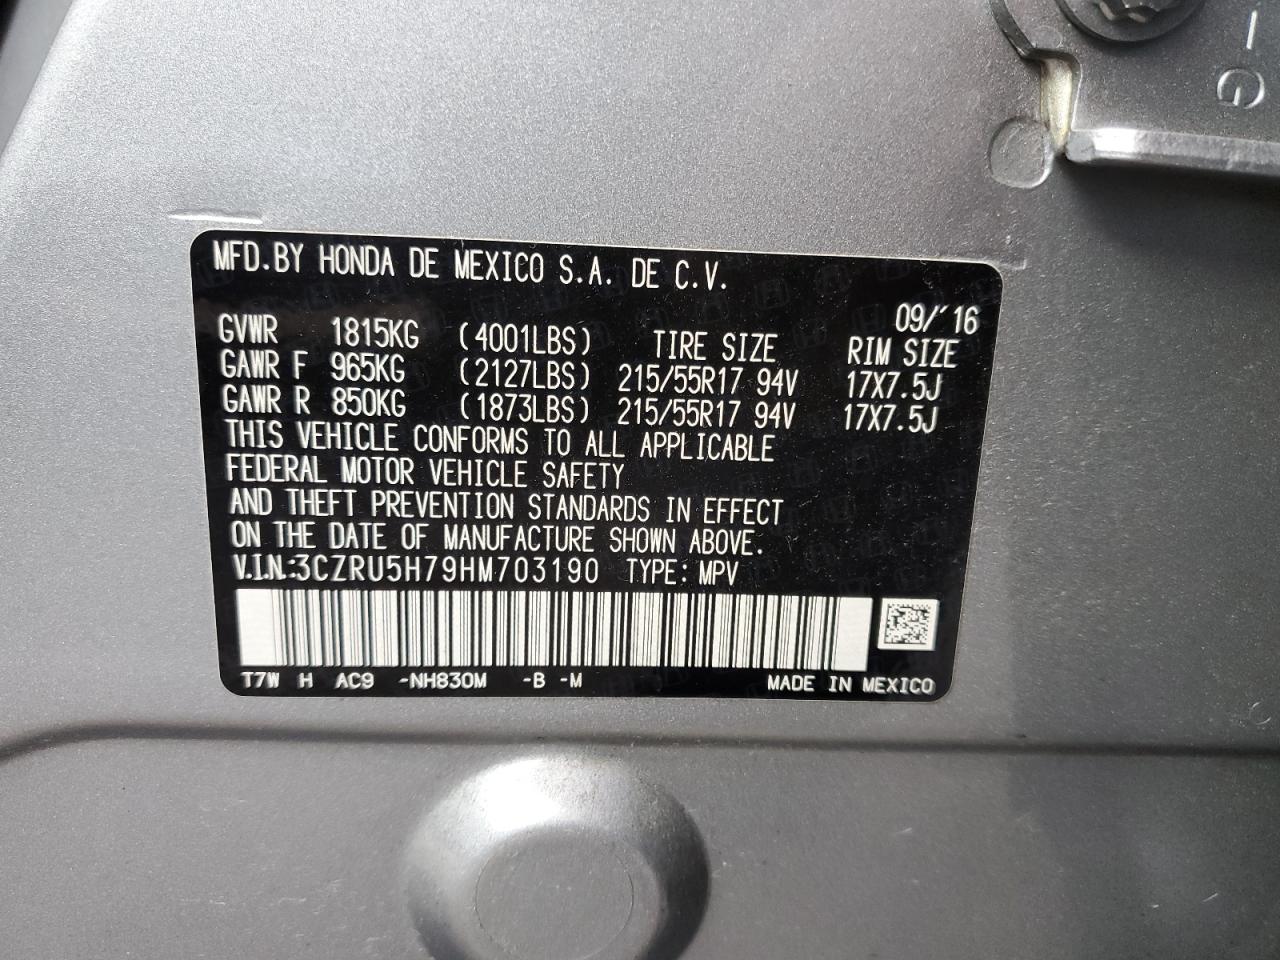 -G
MFD.BY HONDA DE MEXICO S.A. DE C.V.
09/'16
GVWR 1815KG (4001LBS) TIRE SIZE RIM SIZE
GAWR F 965KG (2127LBS) 215/55R17 94V 17X7.5J
GAWR R 850KG (1873LBS) 215/55R17 94V 17X7.5J
THIS VEHICLE CONFORMS TO ALL APPLICABLE
FEDERAL MOTOR VEHICLE SAFETY
AND THEFT PREVENTION STANDARDS IN EFFECT
ON THE DATE OF MANUFACTURE SHOWN ABOVE.
V.I.N.:3CZRU5H79HM703190 TYPE: MPV
T7W H AC9 -NH830M -B -M MADE IN MEXICO